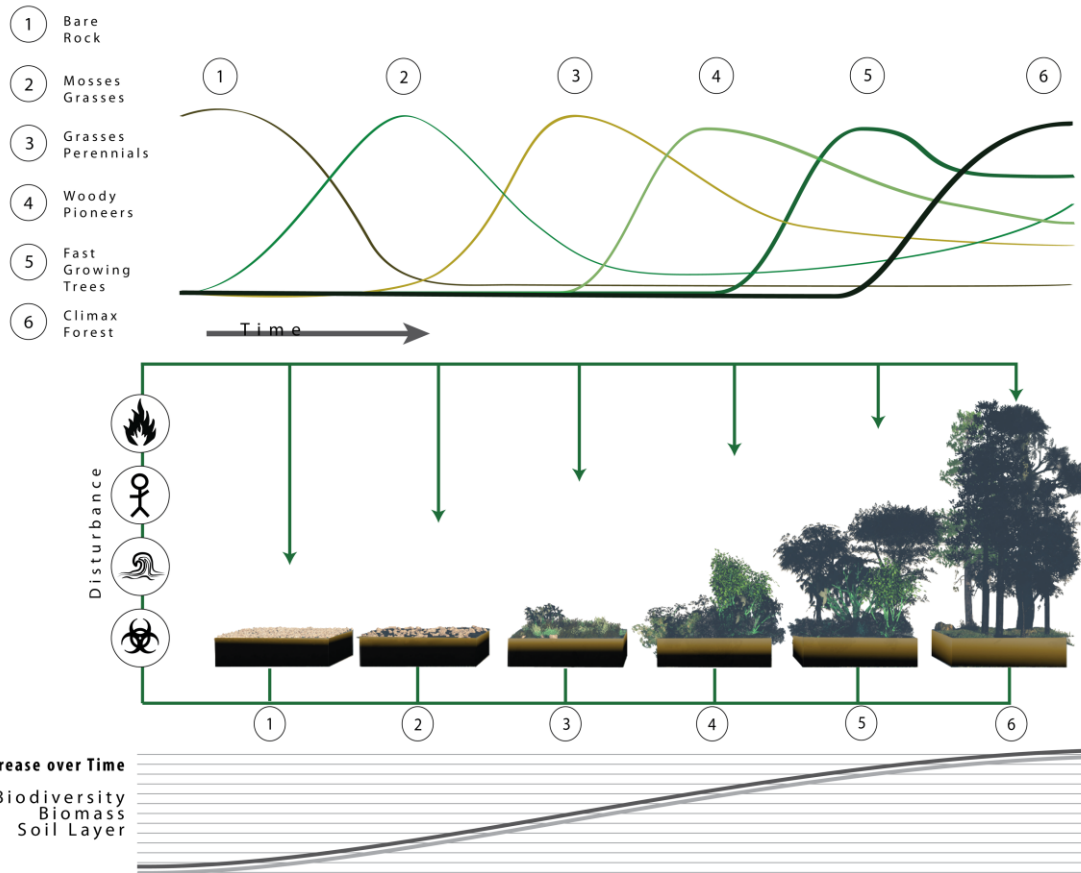 1 Bare
Rock
2 Mosses
Grasses
3 Grasses
Perennials
4 Woody
Pioneers
5 Fast
Growing
Trees
6 Climax
Forest
1 2 3 4 5 6
Time
Disturbance
1 2 3 4 5 6
rease over Time
Biodiversity
Biomass
Soil Layer